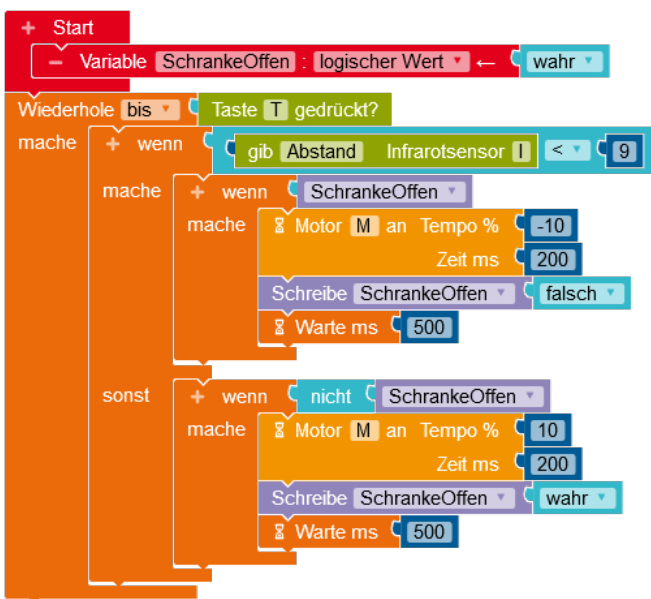 + Start
− Variable SchrankeOffen : logischer Wert ← wahr
Wiederhole bis Taste T gedrückt?
mache + wenn gib Abstand Infrarotsensor I < 9
mache + wenn SchrankeOffen
mache Motor M an Tempo % -10
Zeit ms 200
Schreibe SchrankeOffen falsch
Warte ms 500
sonst + wenn nicht SchrankeOffen
mache Motor M an Tempo % 10
Zeit ms 200
Schreibe SchrankeOffen wahr
Warte ms 500